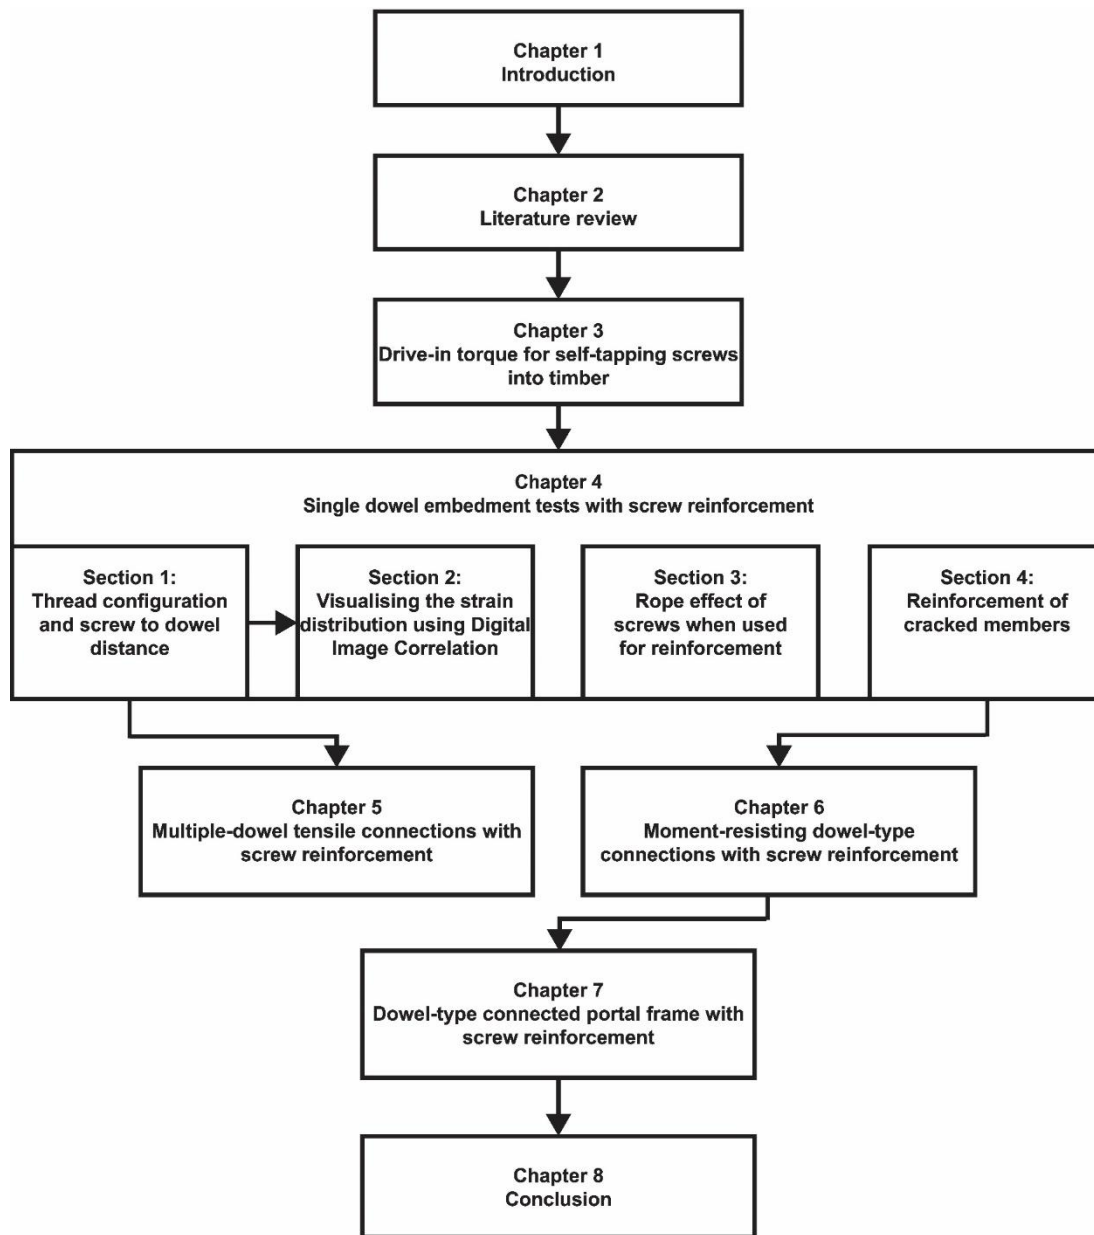 Chapter 1
Introduction
Chapter 2
Literature review
Chapter 3
Drive-in torque for self-tapping screws
into timber
Chapter 4
Single dowel embedment tests with screw reinforcement
Section 1:
Thread configuration
and screw to dowel
distance
Section 2:
Visualising the strain
distribution using Digital
Image Correlation
Section 3:
Rope effect of
screws when used
for reinforcement
Section 4:
Reinforcement of
cracked members
Chapter 5
Multiple-dowel tensile connections with
screw reinforcement
Chapter 6
Moment-resisting dowel-type
connections with screw reinforcement
Chapter 7
Dowel-type connected portal frame with
screw reinforcement
Chapter 8
Conclusion